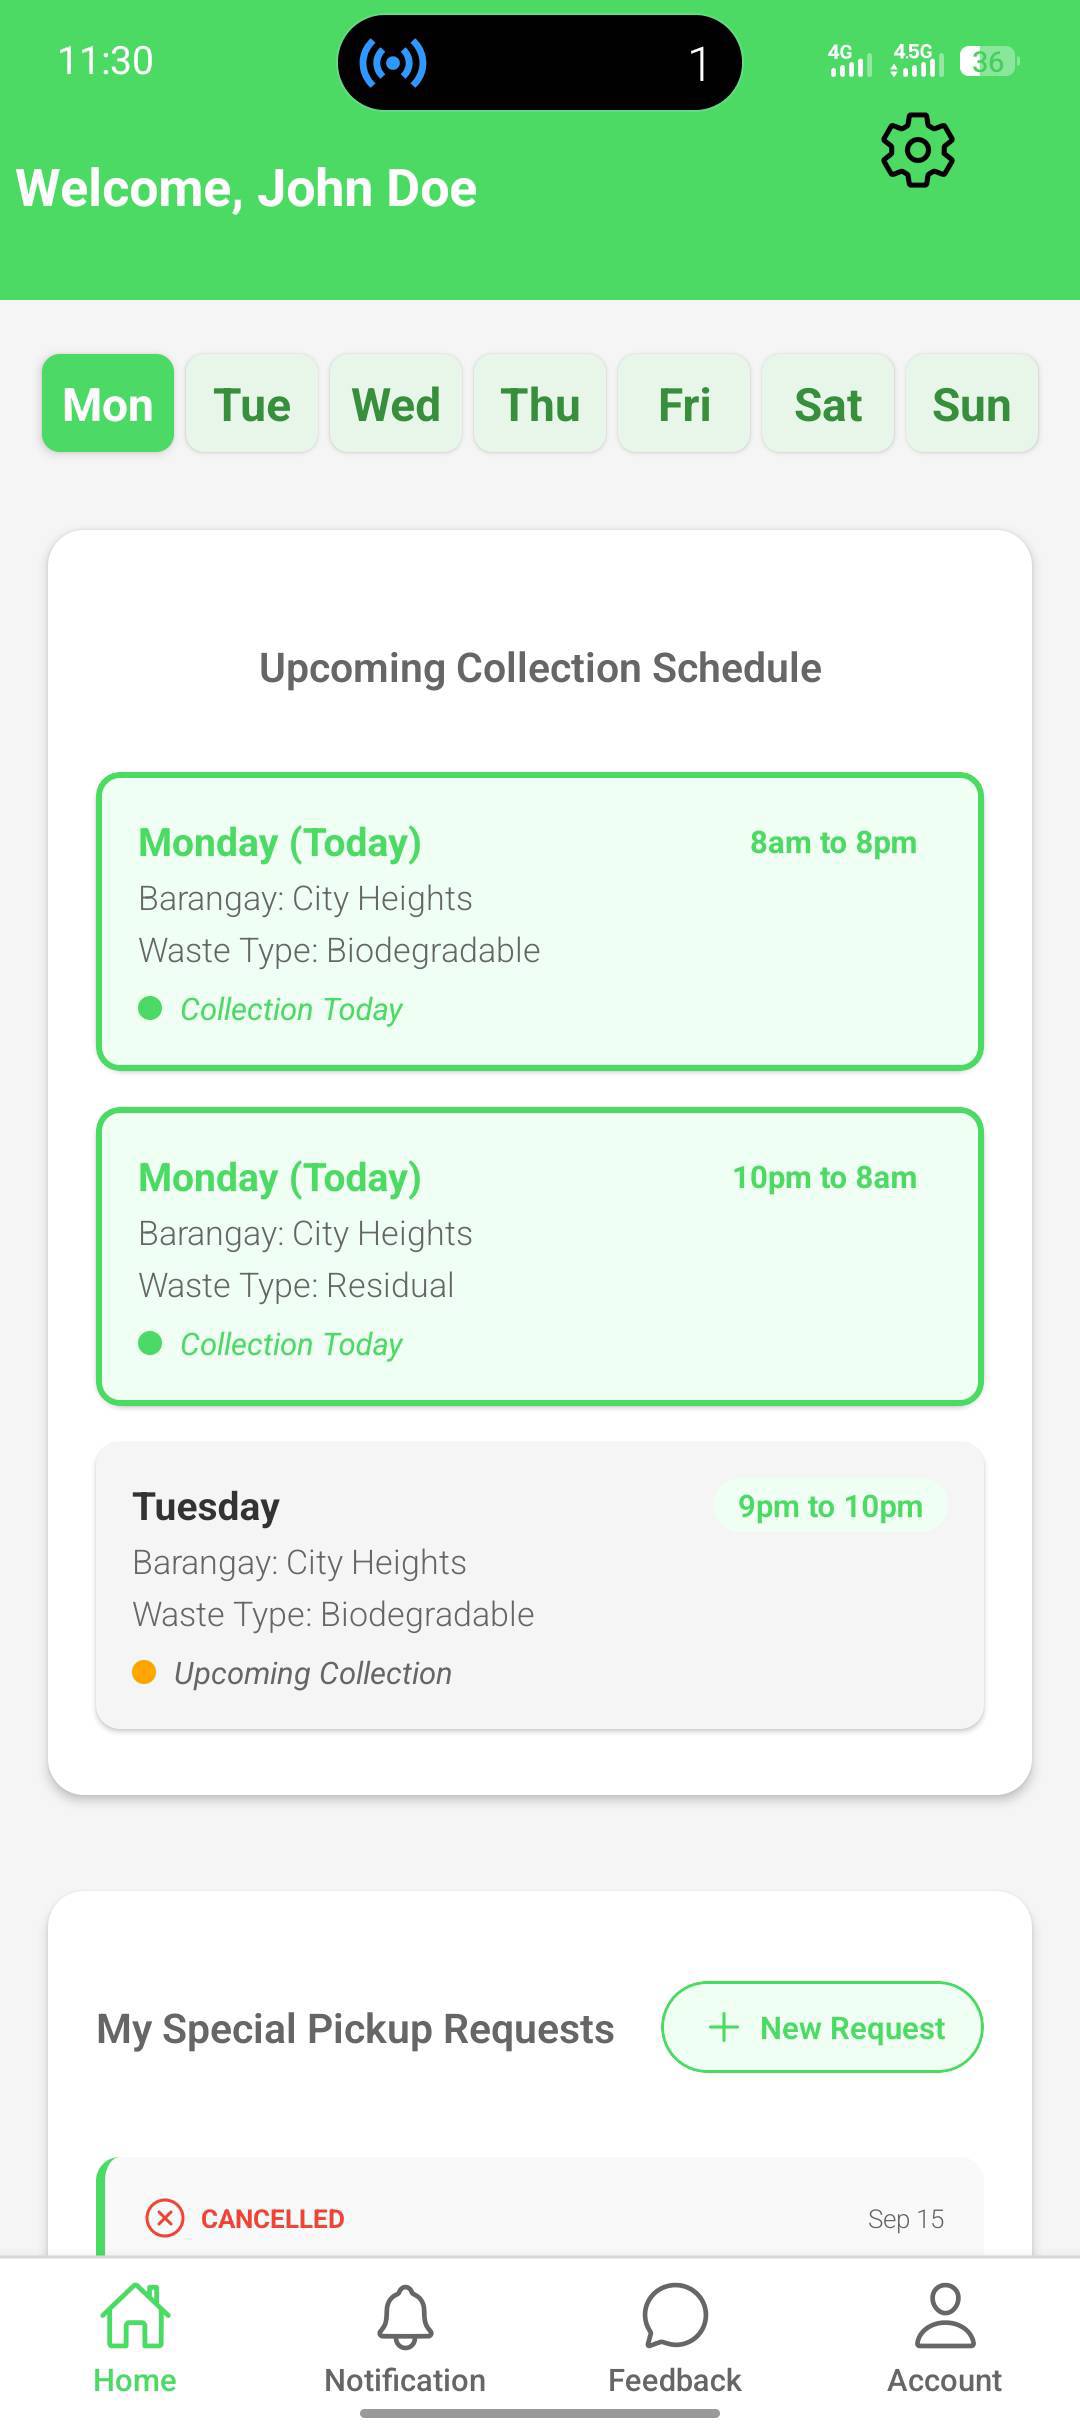 11:30
1
4G
4.5G
36
Welcome, John Doe
Mon Tue Wed Thu Fri Sat Sun
Upcoming Collection Schedule
Monday (Today) 8am to 8pm
Barangay: City Heights
Waste Type: Biodegradable
Collection Today
Monday (Today) 10pm to 8am
Barangay: City Heights
Waste Type: Residual
Collection Today
Tuesday 9pm to 10pm
Barangay: City Heights
Waste Type: Biodegradable
Upcoming Collection
My Special Pickup Requests + New Request
CANCELLED Sep 15
Home Notification Feedback Account